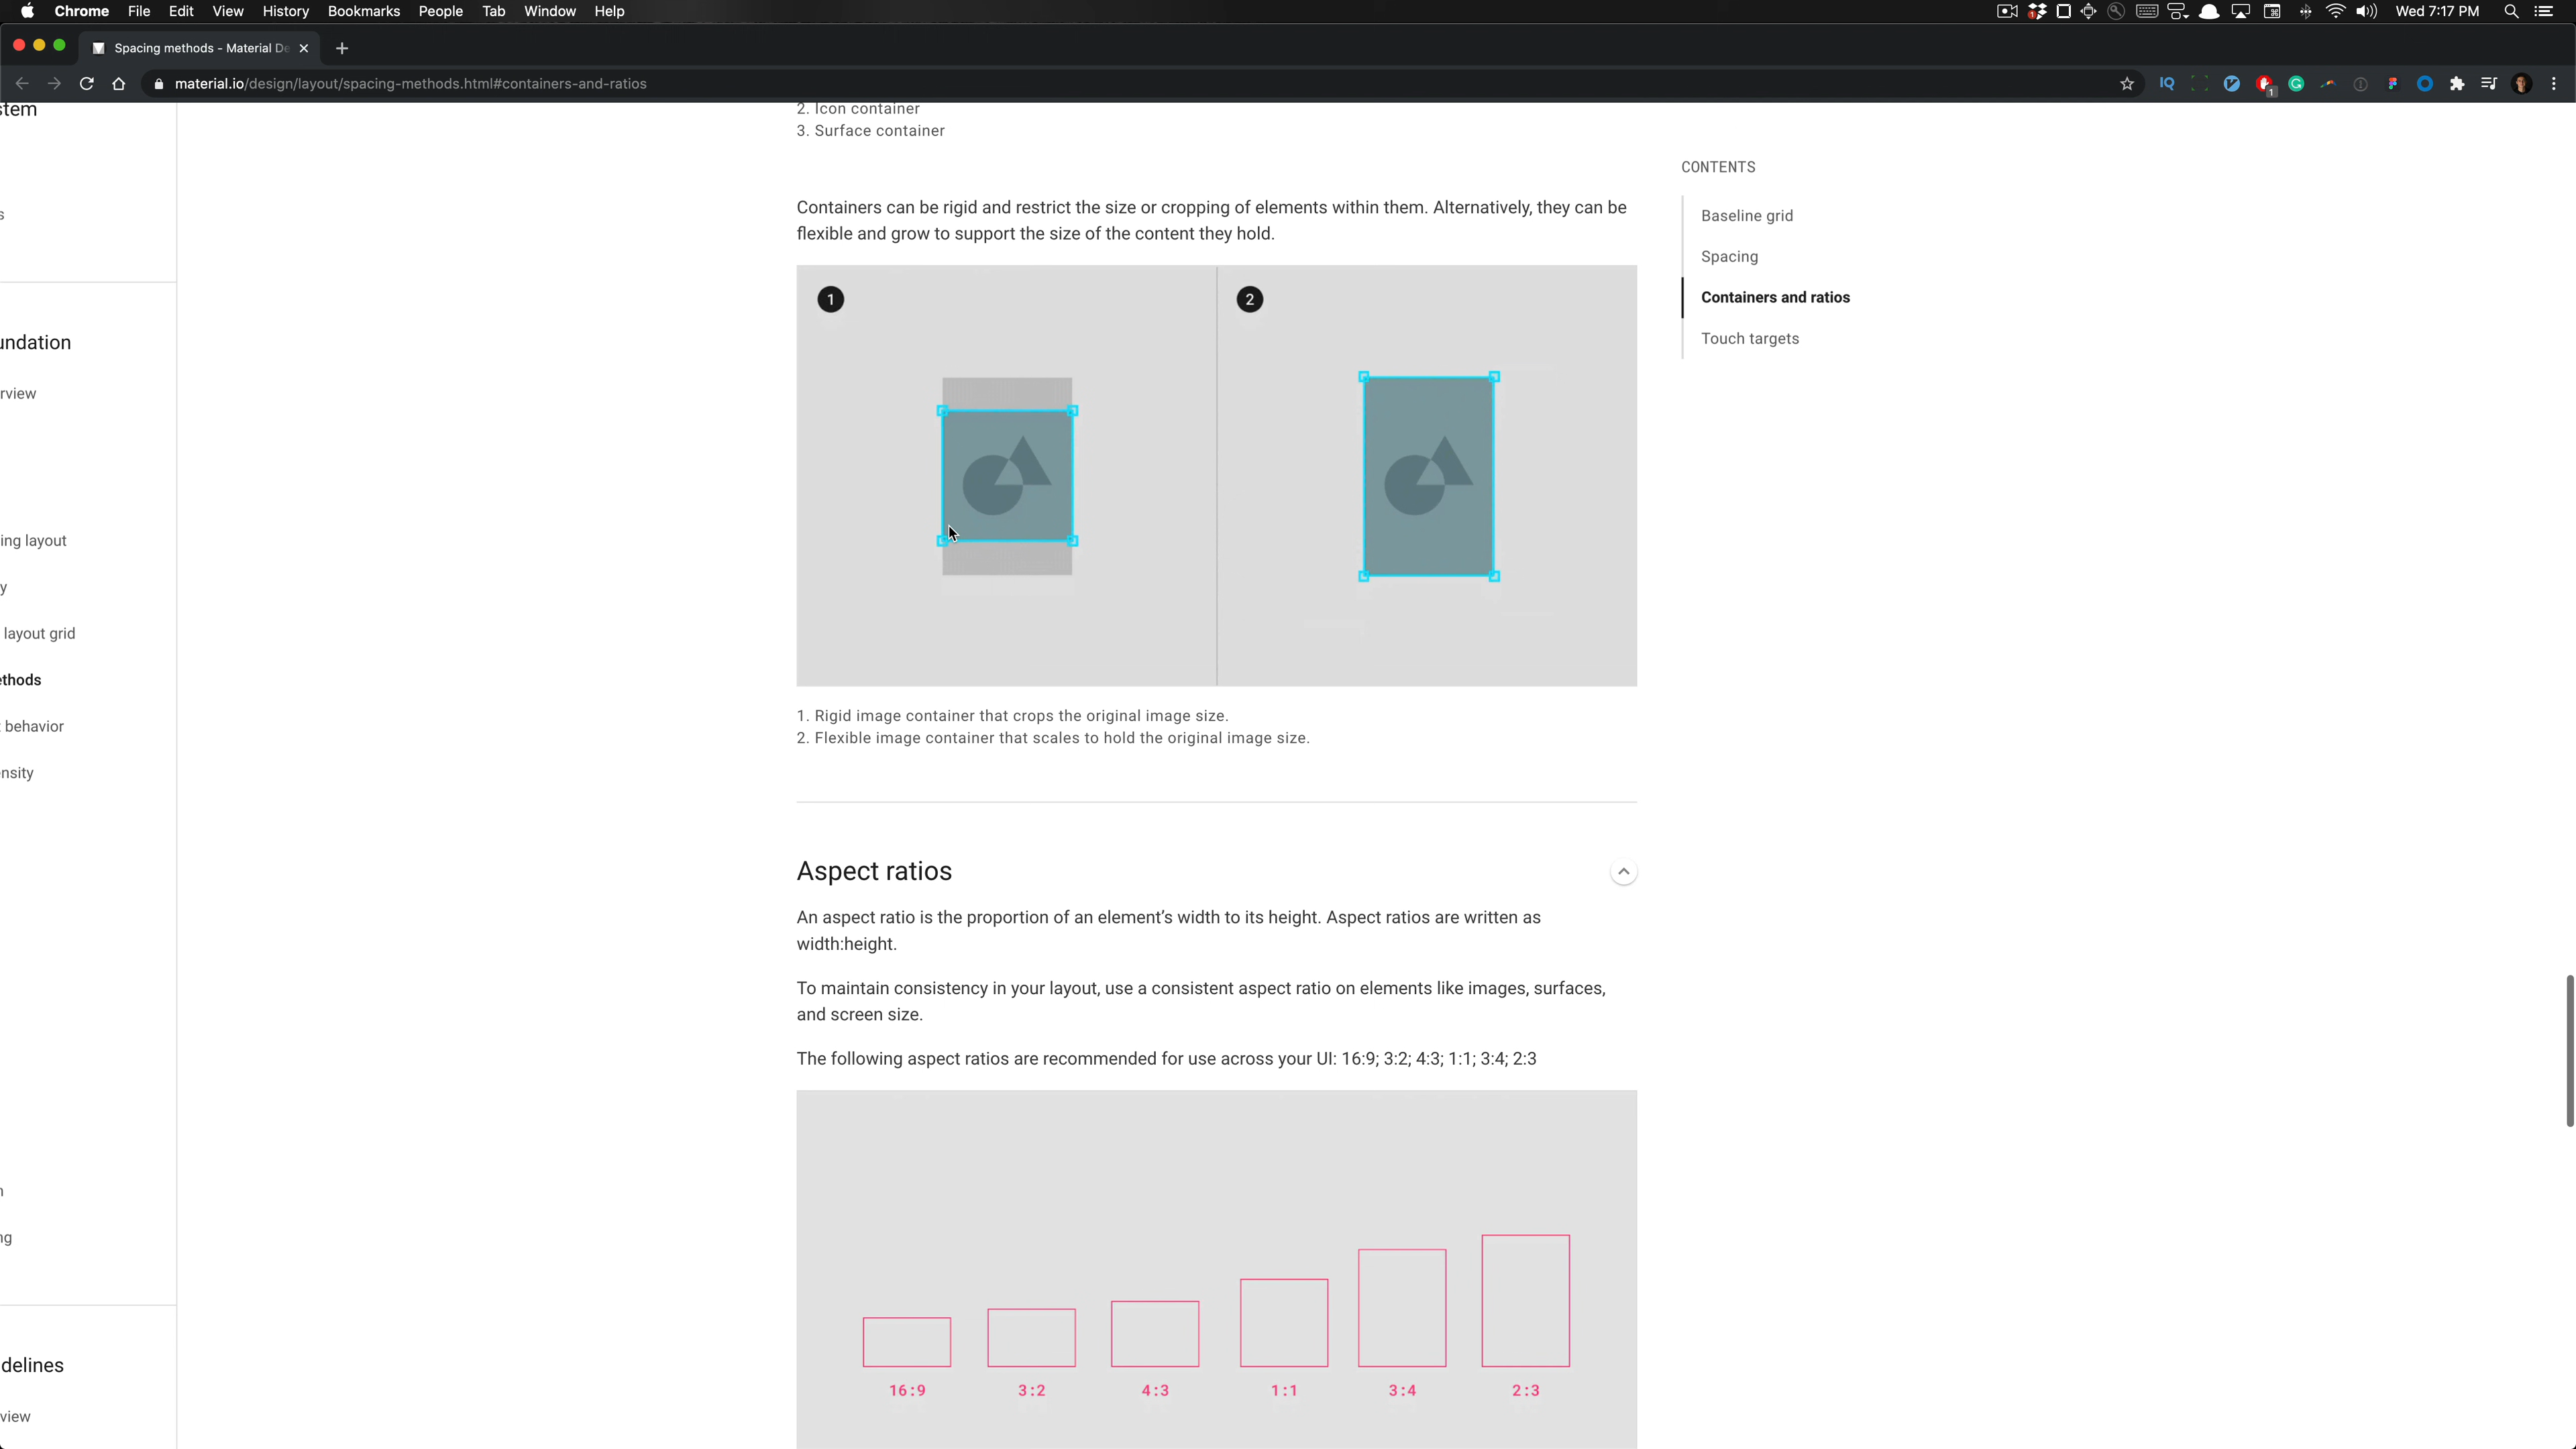 Chrome File Edit View History Bookmarks People Tab Window Help
Wed 7:17 PM
Spacing methods - Material De
material.io/design/layout/spacing-methods.html#containers-and-ratios
stem
s
undation
rview
ing layout
y
layout grid
ethods
behavior
ensity
n
ng
delines
view
2. Icon container
3. Surface container
Containers can be rigid and restrict the size or cropping of elements within them. Alternatively, they can be
flexible and grow to support the size of the content they hold.
1
2
1. Rigid image container that crops the original image size.
2. Flexible image container that scales to hold the original image size.
Aspect ratios
An aspect ratio is the proportion of an element’s width to its height. Aspect ratios are written as
width:height.
To maintain consistency in your layout, use a consistent aspect ratio on elements like images, surfaces,
and screen size.
The following aspect ratios are recommended for use across your UI: 16:9; 3:2; 4:3; 1:1; 3:4; 2:3
16:9 3:2 4:3 1:1 3:4 2:3
CONTENTS
Baseline grid
Spacing
Containers and ratios
Touch targets